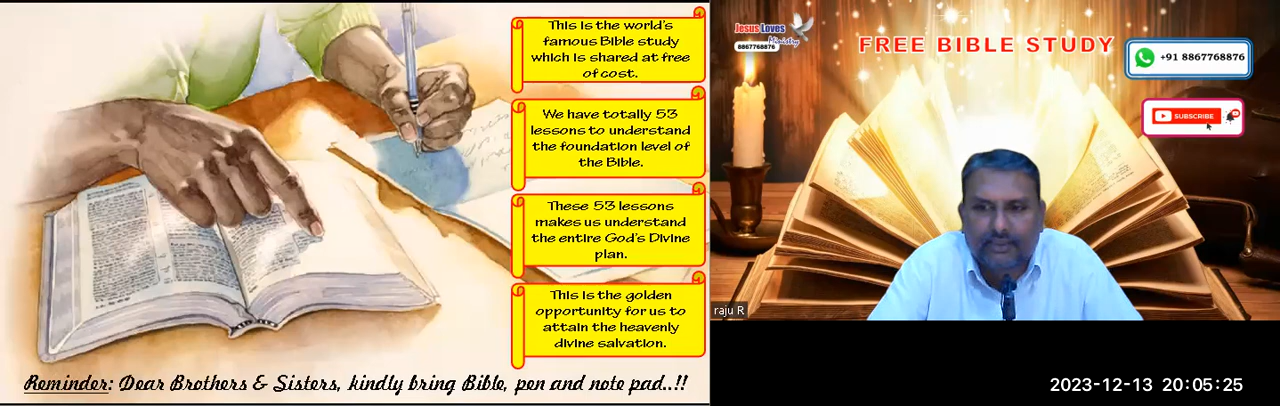 This is the world's
famous Bible study
which is shared at free
of cost.
We have totally 53
lessons to understand
the foundation level of
the Bible.
These 53 lessons
makes us understand
the entire God's Divine
plan.
This is the golden
opportunity for us to
attain the heavenly
divine salvation.
Reminder: Dear Brothers & Sisters, kindly bring Bible, pen and note pad..!!
Jesus Loves
Ministry
8867768876
FREE BIBLE STUDY
+91 8867768876
SUBSCRIBE
raju R
2023-12-13 20:05:25